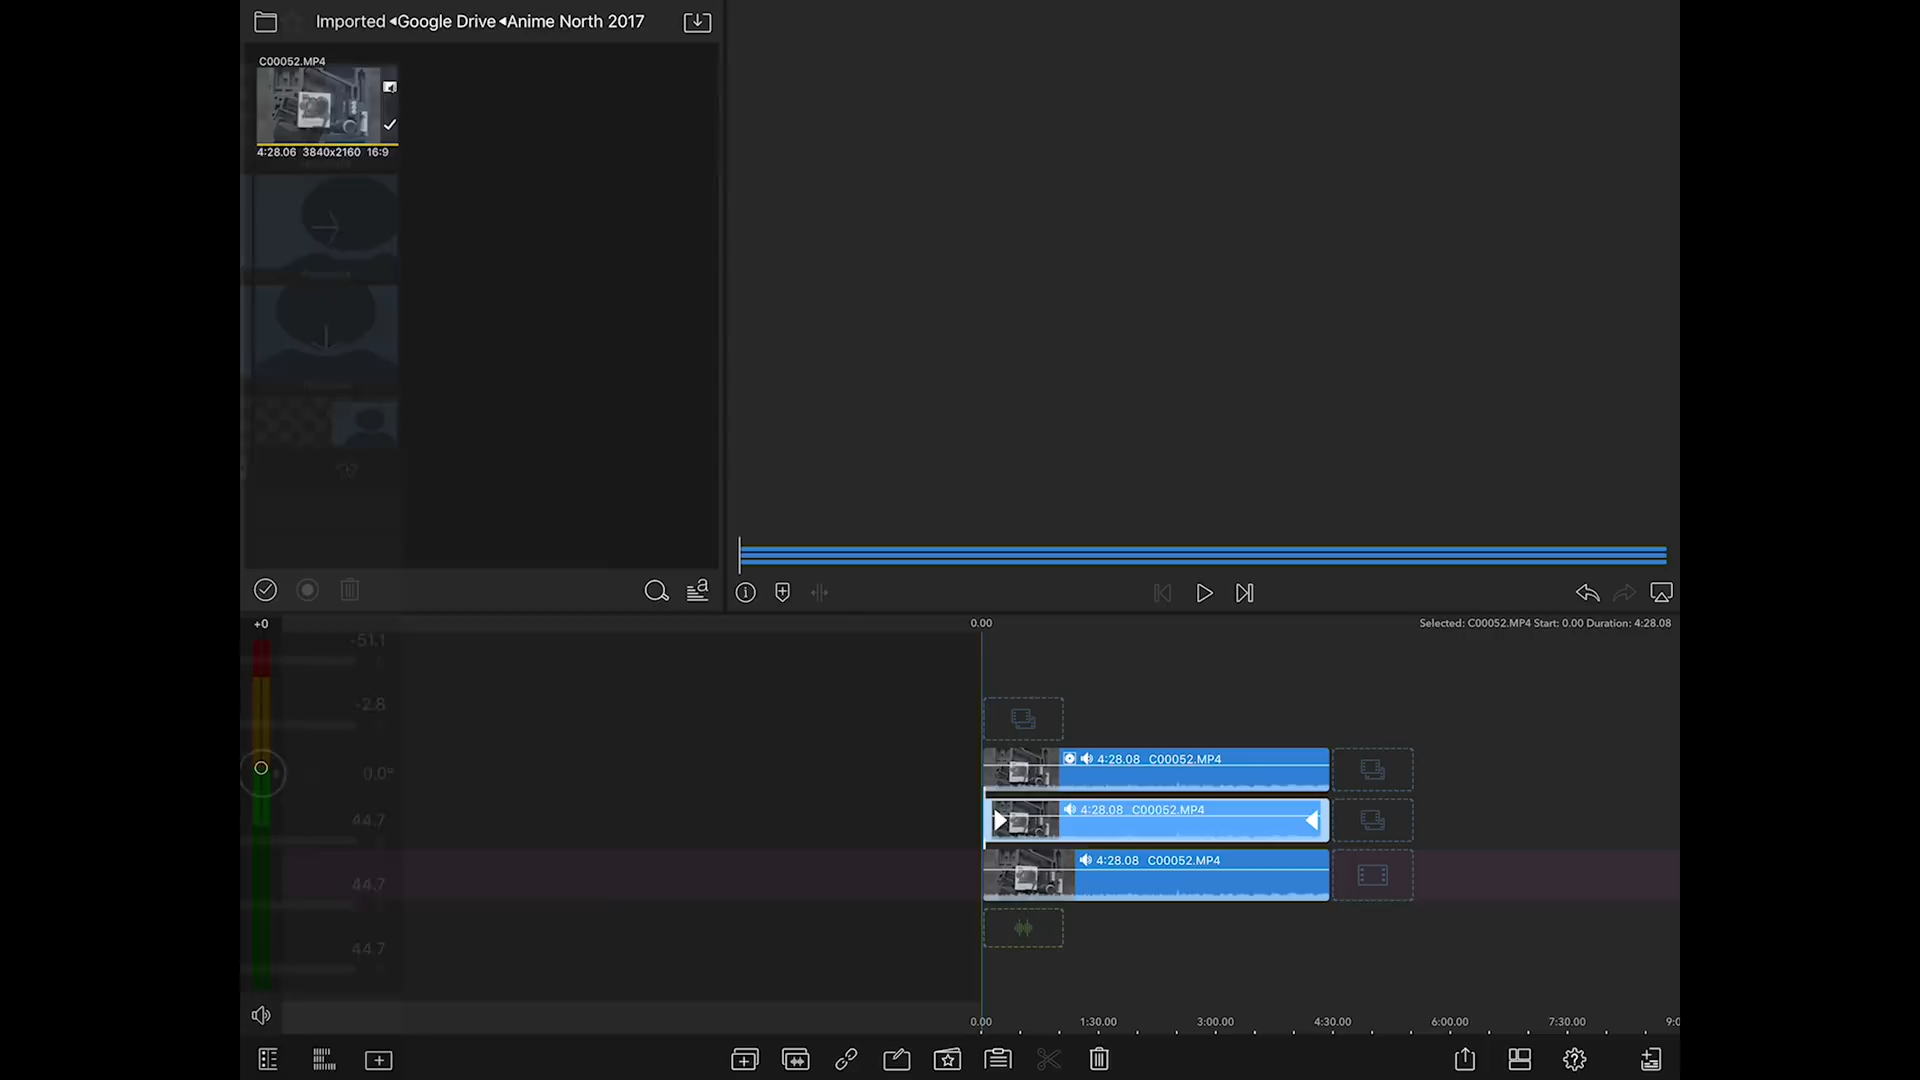 Imported ◂Google Drive ◂Anime North 2017
C00052.MP4
4:28.06 3840x2160 16:9
+0
0.00
Selected: C00052.MP4 Start: 0.00 Duration: 4:28.08
-51.1
-2.8
0.0°
44.7
44.7
44.7
4:28.08 C00052.MP4
4:28.08 C00052.MP4
4:28.08 C00052.MP4
0.00 1:30.00 3:00.00 4:30.00 6:00.00 7:30.00 9:0